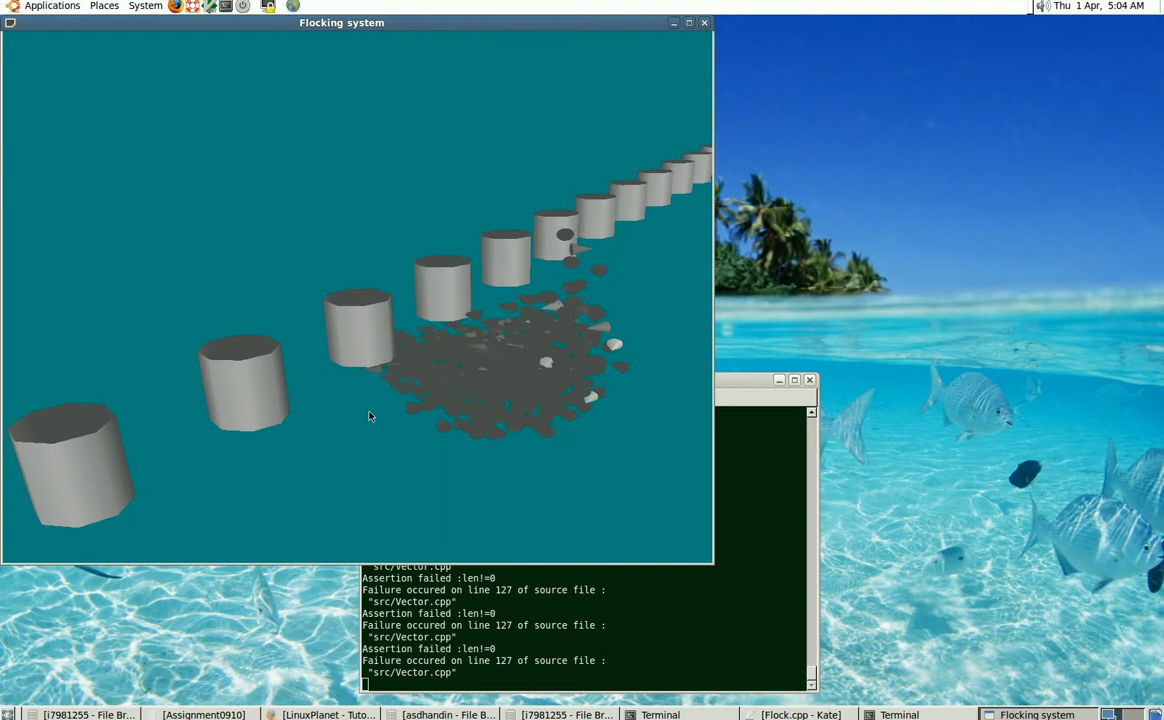 Applications Places System
Thu 1 Apr, 5:04 AM
Flocking system
"src/Vector.cpp"
Assertion failed :len!=0
Failure occured on line 127 of source file :
"src/Vector.cpp"
Assertion failed :len!=0
Failure occured on line 127 of source file :
"src/Vector.cpp"
Assertion failed :len!=0
Failure occured on line 127 of source file :
"src/Vector.cpp"
[i7981255 - File Br... [Assignment0910] [LinuxPlanet - Tuto... [asdhandin - File B... [i7981255 - File Br... Terminal [Flock.cpp - Kate] Terminal Flocking system